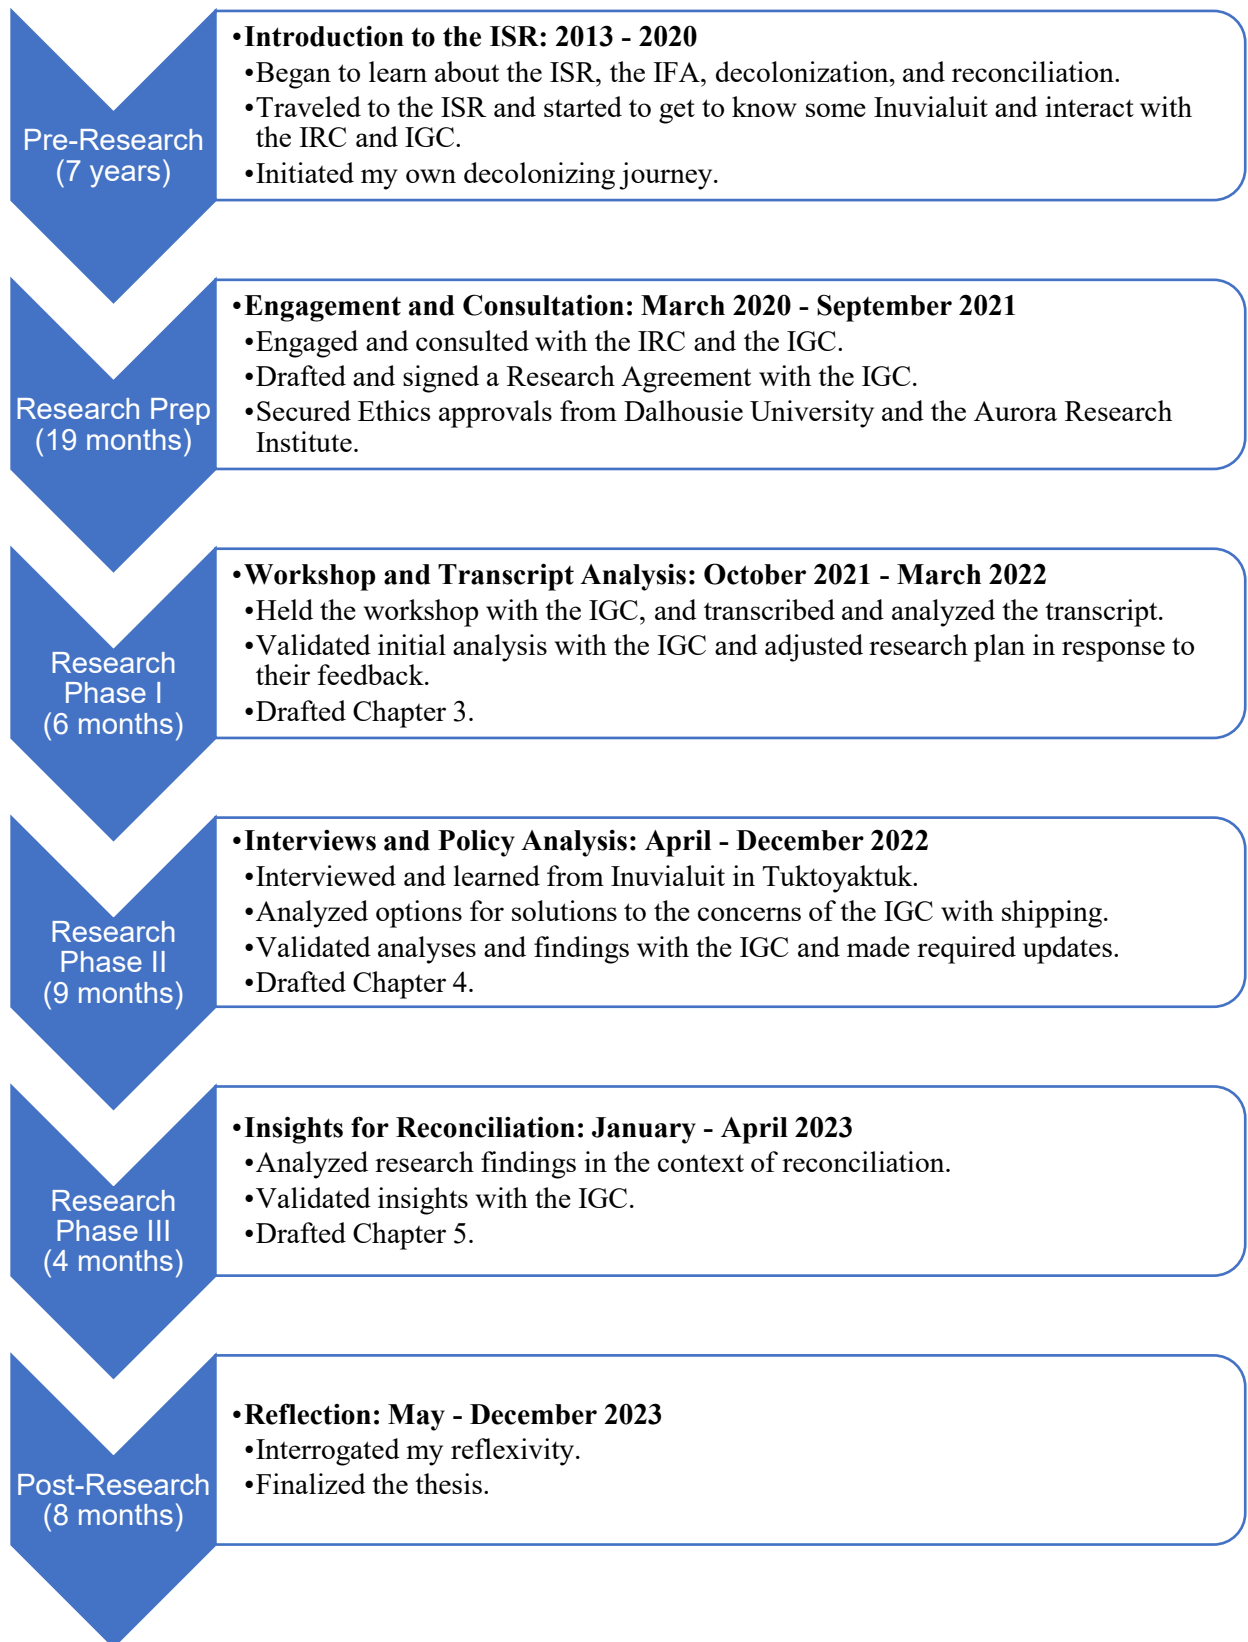 Pre-Research
(7 years)
•Introduction to the ISR: 2013 - 2020
•Began to learn about the ISR, the IFA, decolonization, and reconciliation.
•Traveled to the ISR and started to get to know some Inuvialuit and interact with
the IRC and IGC.
•Initiated my own decolonizing journey.
Research Prep
(19 months)
•Engagement and Consultation: March 2020 - September 2021
•Engaged and consulted with the IRC and the IGC.
•Drafted and signed a Research Agreement with the IGC.
•Secured Ethics approvals from Dalhousie University and the Aurora Research
Institute.
Research
Phase I
(6 months)
•Workshop and Transcript Analysis: October 2021 - March 2022
•Held the workshop with the IGC, and transcribed and analyzed the transcript.
•Validated initial analysis with the IGC and adjusted research plan in response to
their feedback.
•Drafted Chapter 3.
Research
Phase II
(9 months)
•Interviews and Policy Analysis: April - December 2022
•Interviewed and learned from Inuvialuit in Tuktoyaktuk.
•Analyzed options for solutions to the concerns of the IGC with shipping.
•Validated analyses and findings with the IGC and made required updates.
•Drafted Chapter 4.
Research
Phase III
(4 months)
•Insights for Reconciliation: January - April 2023
•Analyzed research findings in the context of reconciliation.
•Validated insights with the IGC.
•Drafted Chapter 5.
Post-Research
(8 months)
•Reflection: May - December 2023
•Interrogated my reflexivity.
•Finalized the thesis.